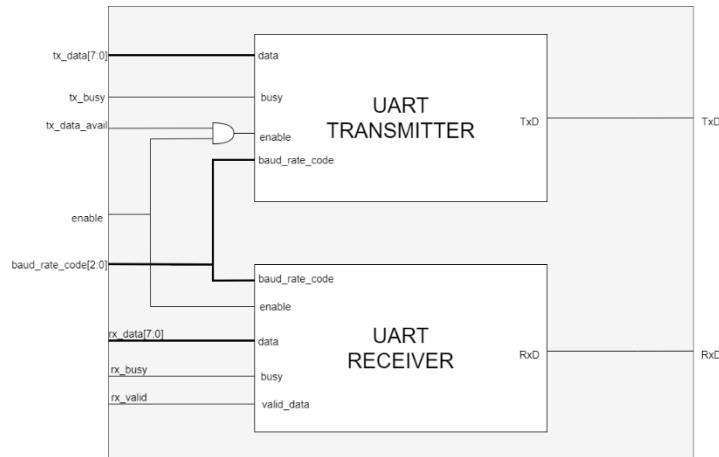 tx_data[7:0]
data
tx_busy
busy
UART
TRANSMITTER
TxD
TxD
tx_data_avail
enable
baud_rate_code
enable
baud_rate_code[2:0]
baud_rate_code
enable
rx_data[7:0]
data
UART
RECEIVER
RxD
RxD
rx_busy
busy
rx_valid
valid_data